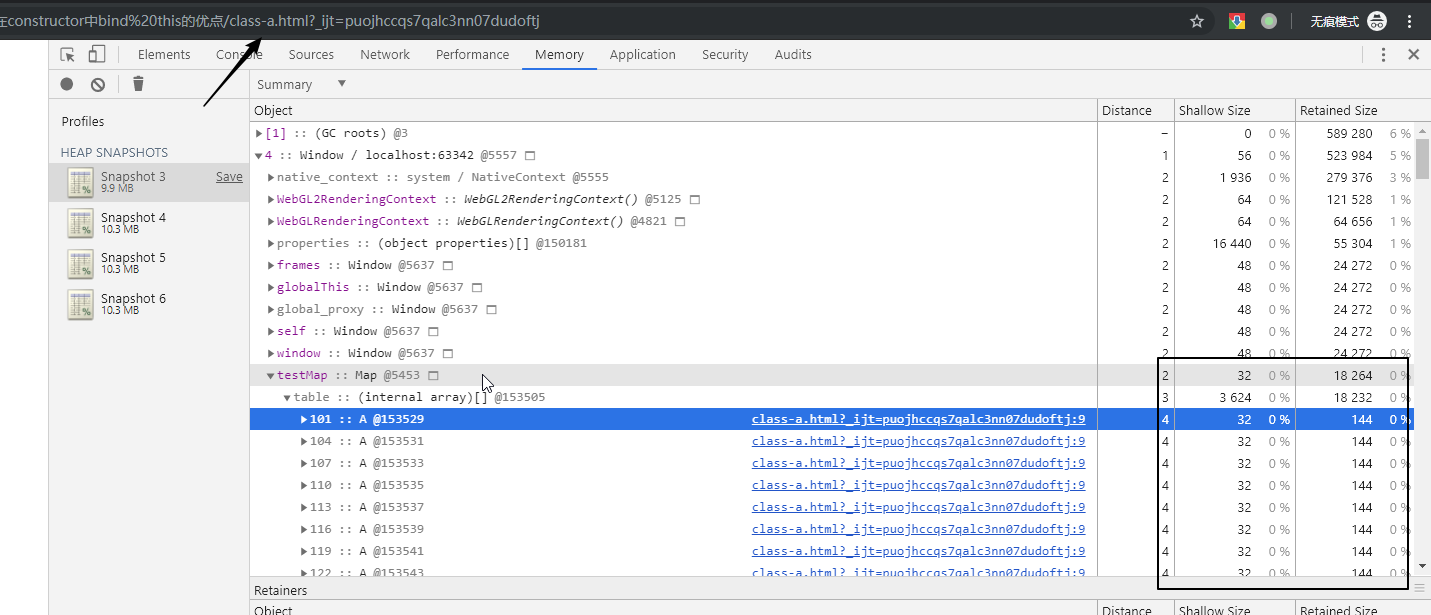 在constructor中bind%20this的优点/class-a.html?_ijt=puojhccqs7qalc3nn07dudoftj
无痕模式
Elements Console Sources Network Performance Memory Application Security Audits
Summary
Profiles
HEAP SNAPSHOTS
Snapshot 3 Save
9.9 MB
Snapshot 4
10.3 MB
Snapshot 5
10.3 MB
Snapshot 6
10.3 MB
Object Distance Shallow Size Retained Size
[1] :: (GC roots) @3 – 0 0 % 589 280 6 %
4 :: Window / localhost:63342 @5557 1 56 0 % 523 984 5 %
native_context :: system / NativeContext @5555 2 1 936 0 % 279 376 3 %
WebGL2RenderingContext :: WebGL2RenderingContext() @5125 2 64 0 % 121 528 1 %
WebGLRenderingContext :: WebGLRenderingContext() @4821 2 64 0 % 64 656 1 %
properties :: (object properties)[] @150181 2 16 440 0 % 55 304 1 %
frames :: Window @5637 2 48 0 % 24 272 0 %
globalThis :: Window @5637 2 48 0 % 24 272 0 %
global_proxy :: Window @5637 2 48 0 % 24 272 0 %
self :: Window @5637 2 48 0 % 24 272 0 %
window :: Window @5637 2 48 0 % 24 272 0 %
testMap :: Map @5453 2 32 0 % 18 264 0 %
table :: (internal array)[] @153505 3 3 624 0 % 18 232 0 %
101 :: A @153529 class-a.html?_ijt=puojhccqs7qalc3nn07dudoftj:9 4 32 0 % 144 0 %
104 :: A @153531 class-a.html?_ijt=puojhccqs7qalc3nn07dudoftj:9 4 32 0 % 144 0 %
107 :: A @153533 class-a.html?_ijt=puojhccqs7qalc3nn07dudoftj:9 4 32 0 % 144 0 %
110 :: A @153535 class-a.html?_ijt=puojhccqs7qalc3nn07dudoftj:9 4 32 0 % 144 0 %
113 :: A @153537 class-a.html?_ijt=puojhccqs7qalc3nn07dudoftj:9 4 32 0 % 144 0 %
116 :: A @153539 class-a.html?_ijt=puojhccqs7qalc3nn07dudoftj:9 4 32 0 % 144 0 %
119 :: A @153541 class-a.html?_ijt=puojhccqs7qalc3nn07dudoftj:9 4 32 0 % 144 0 %
122 :: A @153543 class-a.html?_ijt=puojhccqs7qalc3nn07dudoftj:9 4 32 0 % 144 0 %
Retainers
Object Distance Shallow Size Retained Size